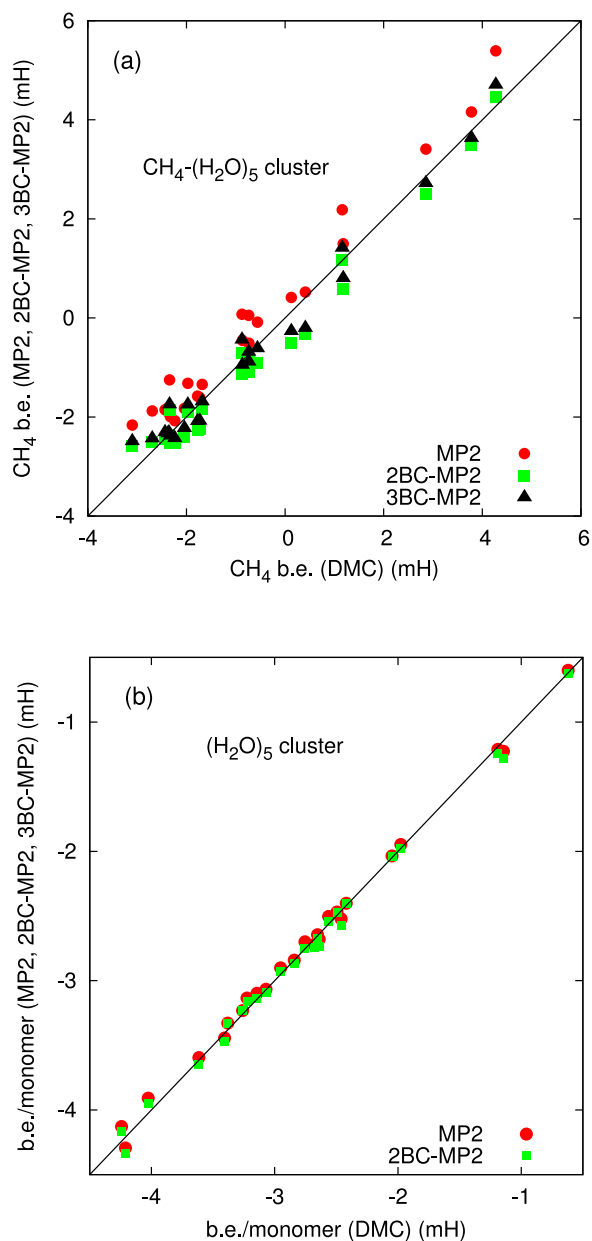 (a)
CH4-(H2O)5 cluster
CH4 b.e. (MP2, 2BC-MP2, 3BC-MP2) (mH)
6
4
2
0
-2
-4
MP2
2BC-MP2
3BC-MP2
-4 -2 0 2 4 6
CH4 b.e. (DMC) (mH)
(b)
(H2O)5 cluster
b.e./monomer (MP2, 2BC-MP2, 3BC-MP2) (mH)
-1
-2
-3
-4
MP2
2BC-MP2
-4 -3 -2 -1
b.e./monomer (DMC) (mH)